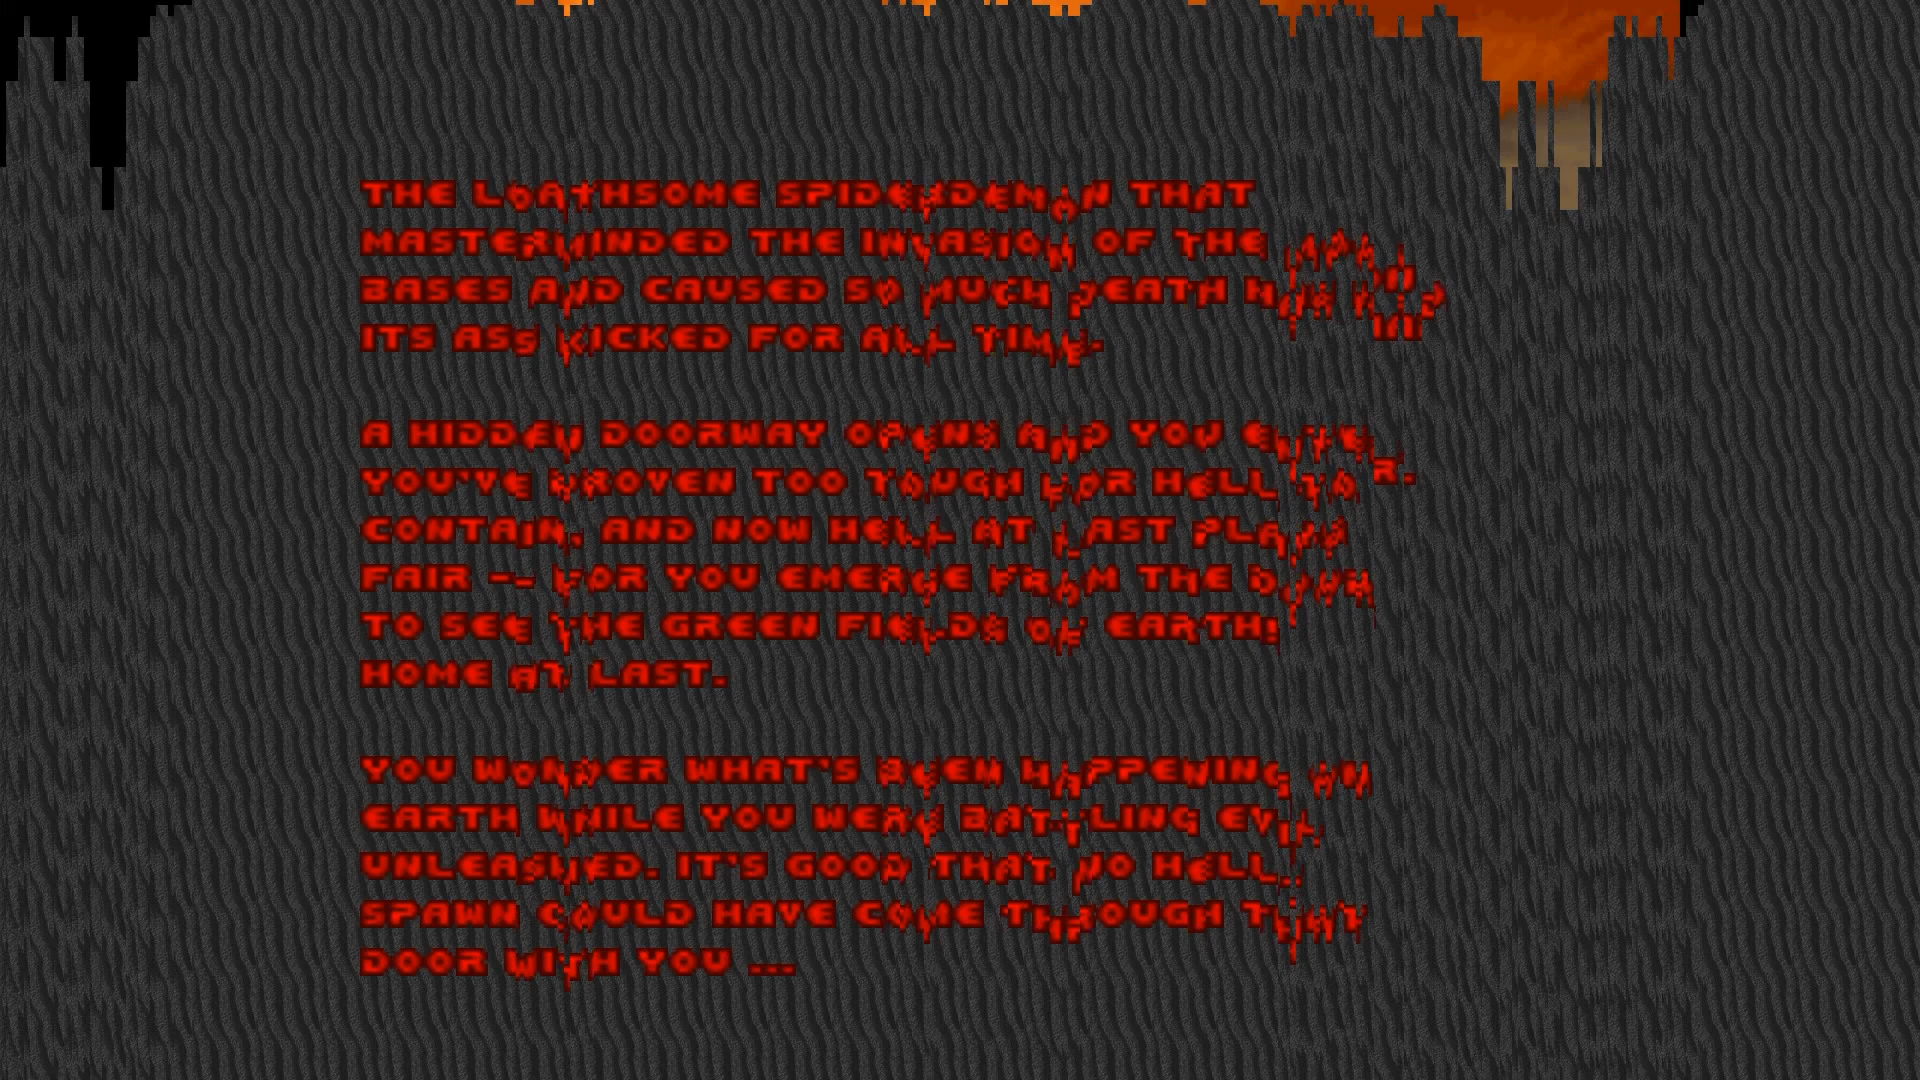 THE LOATHSOME SPIDERDEMON THAT
MASTERMINDED THE INVASION OF THE MARS
BASES AND CAUSED SO MUCH DEATH HAS HAD
ITS ASS KICKED FOR ALL TIME.
A HIDDEN DOORWAY OPENS AND YOU ENTER.
YOU'VE PROVEN TOO TOUGH FOR HELL TO
CONTAIN, AND NOW HELL AT LAST PLAYS
FAIR -- FOR YOU EMERGE FROM THE DOOR
TO SEE THE GREEN FIELDS OF EARTH!
HOME AT LAST.
YOU WONDER WHAT'S BEEN HAPPENING ON
EARTH WHILE YOU WERE BATTLING EVIL
UNLEASHED. IT'S GOOD THAT NO HELL-
SPAWN COULD HAVE COME THROUGH THAT
DOOR WITH YOU ...